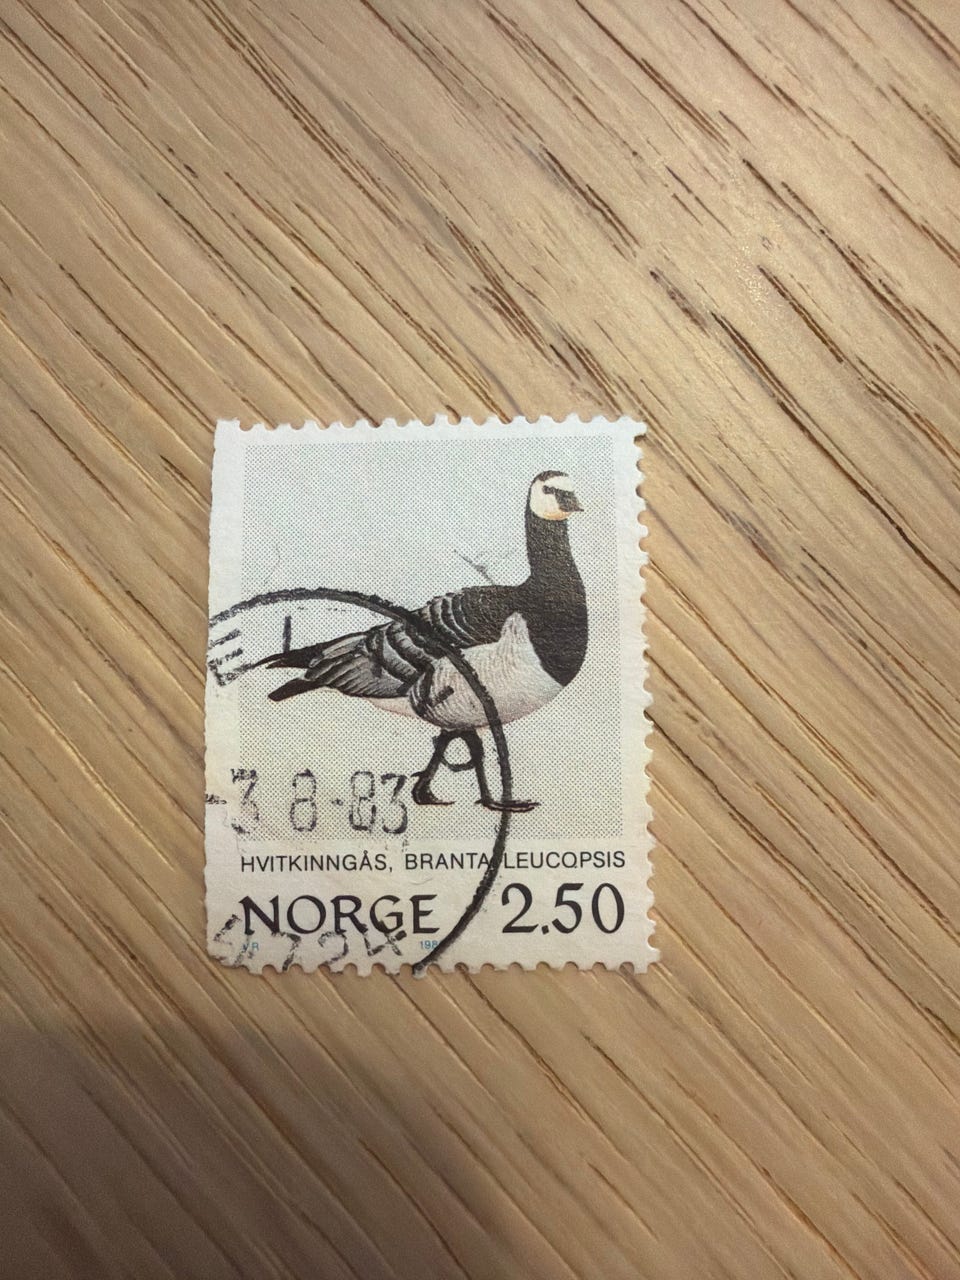 -3 8-83
HVITKINNGÅS, BRANTA LEUCOPSIS
NORGE 2.50